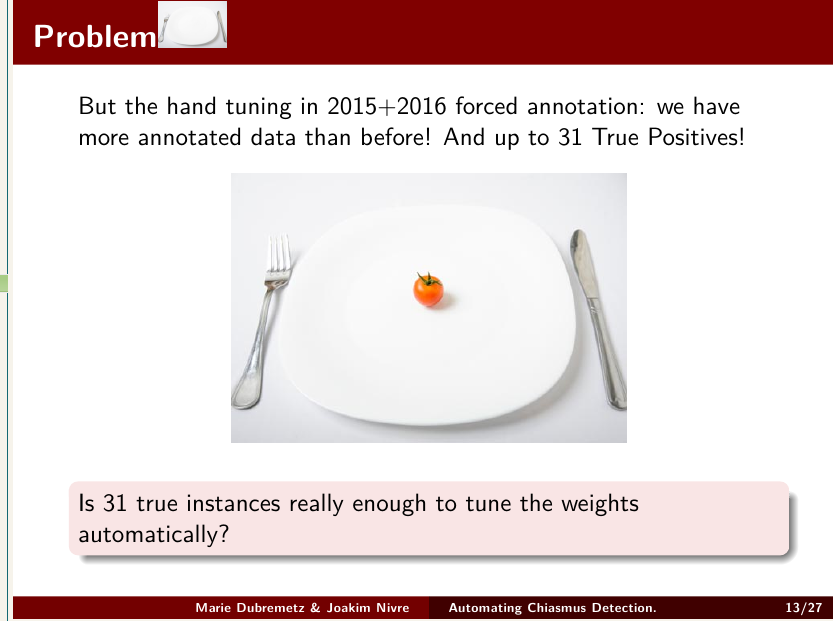 Problem
But the hand tuning in 2015+2016 forced annotation: we have
more annotated data than before! And up to 31 True Positives!
Is 31 true instances really enough to tune the weights
automatically?
Marie Dubremetz & Joakim Nivre Automating Chiasmus Detection. 13/27